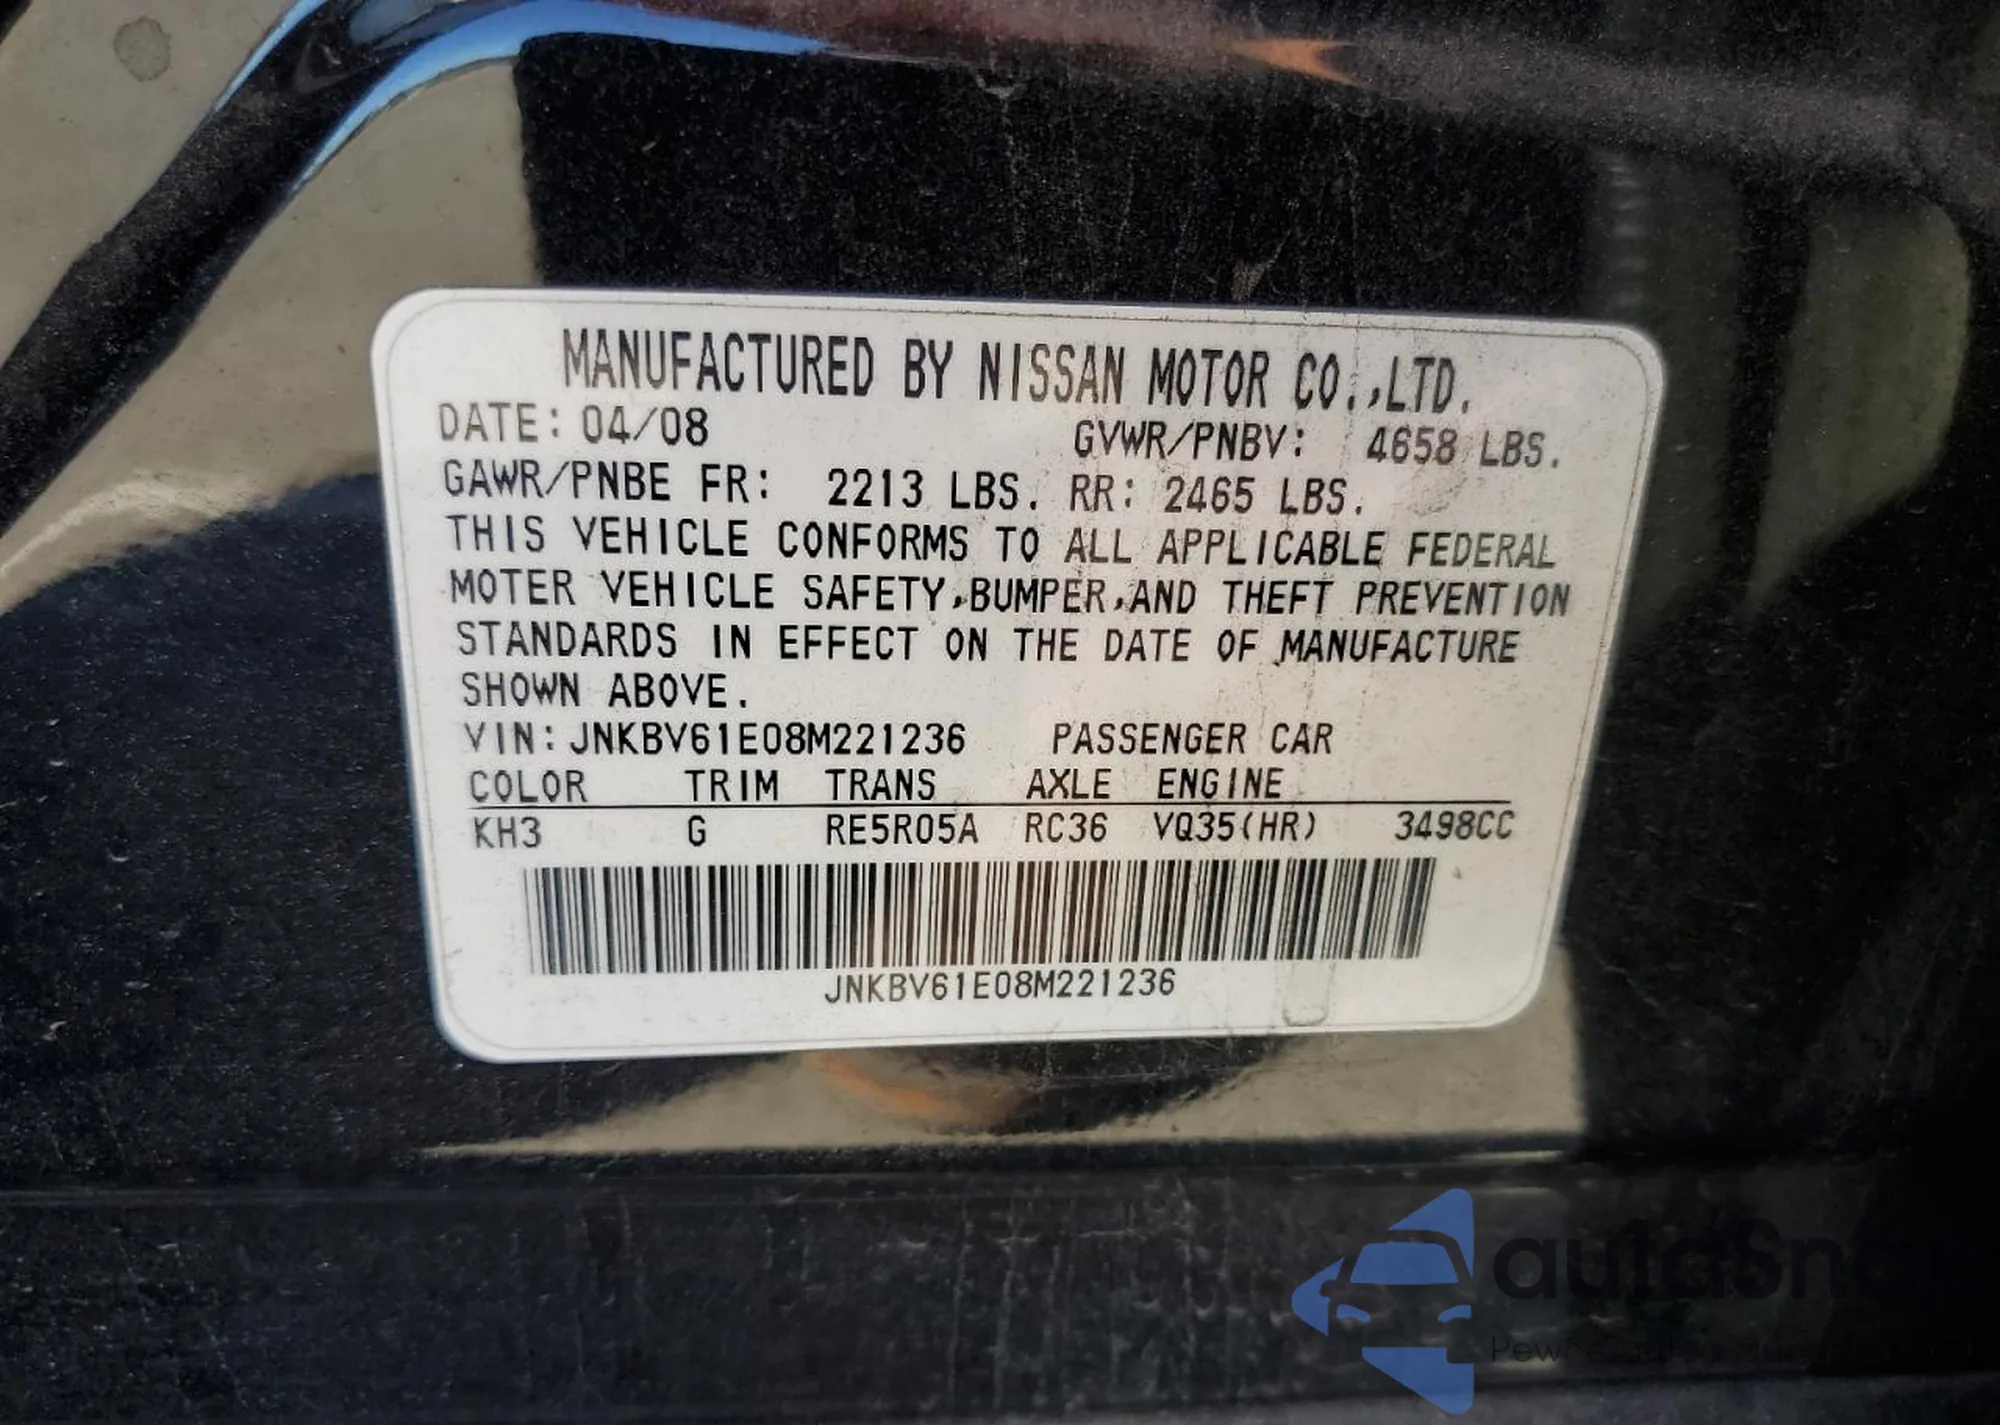 MANUFACTURED BY NISSAN MOTOR CO.,LTD.
DATE: 04/08 GVWR/PNBV: 4658 LBS.
GAWR/PNBE FR: 2213 LBS. RR: 2465 LBS.
THIS VEHICLE CONFORMS TO ALL APPLICABLE FEDERAL
MOTER VEHICLE SAFETY,BUMPER,AND THEFT PREVENTION
STANDARDS IN EFFECT ON THE DATE OF MANUFACTURE
SHOWN ABOVE.
VIN: JNKBV61E08M221236 PASSENGER CAR
COLOR TRIM TRANS AXLE ENGINE
KH3 G RE5R05A RC36 VQ35(HR) 3498CC
JNKBV61E08M221236